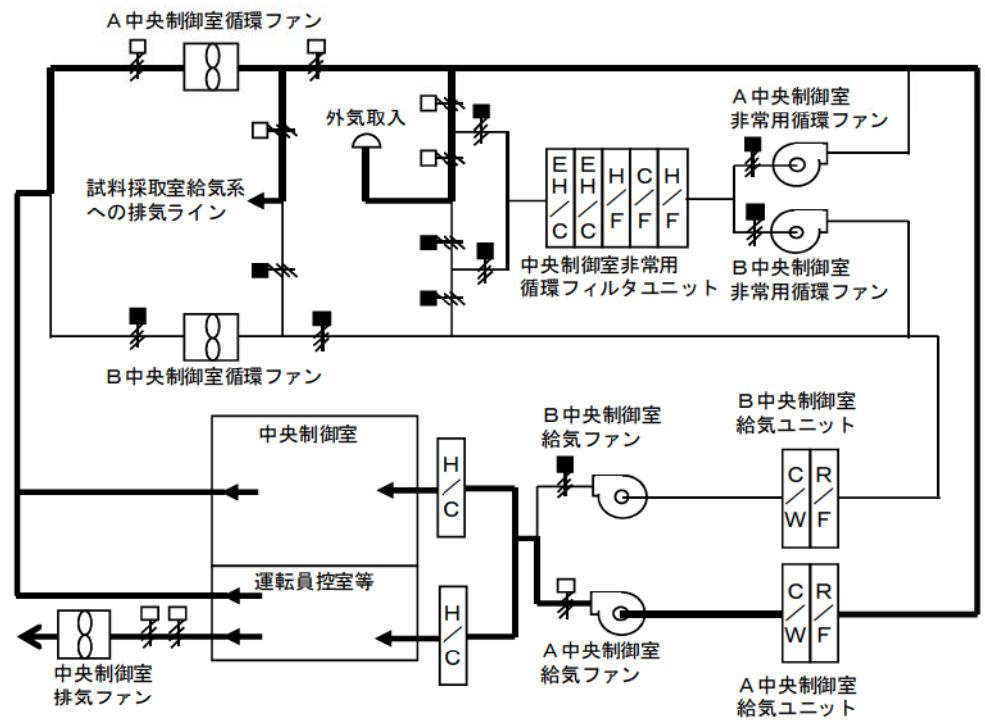 A中央制御室循環ファン
外気取入
A中央制御室
非常用循環ファン
試料採取室給気系
への排気ライン
EH/C
EH/C
H/F
C/F
H/F
中央制御室非常用
循環フィルタユニット
B中央制御室
非常用循環ファン
B中央制御室循環ファン
中央制御室
H/C
B中央制御室
給気ファン
B中央制御室
給気ユニット
C/W
R/F
運転員控室等
H/C
A中央制御室
給気ファン
C/W
R/F
A中央制御室
給気ユニット
中央制御室
排気ファン